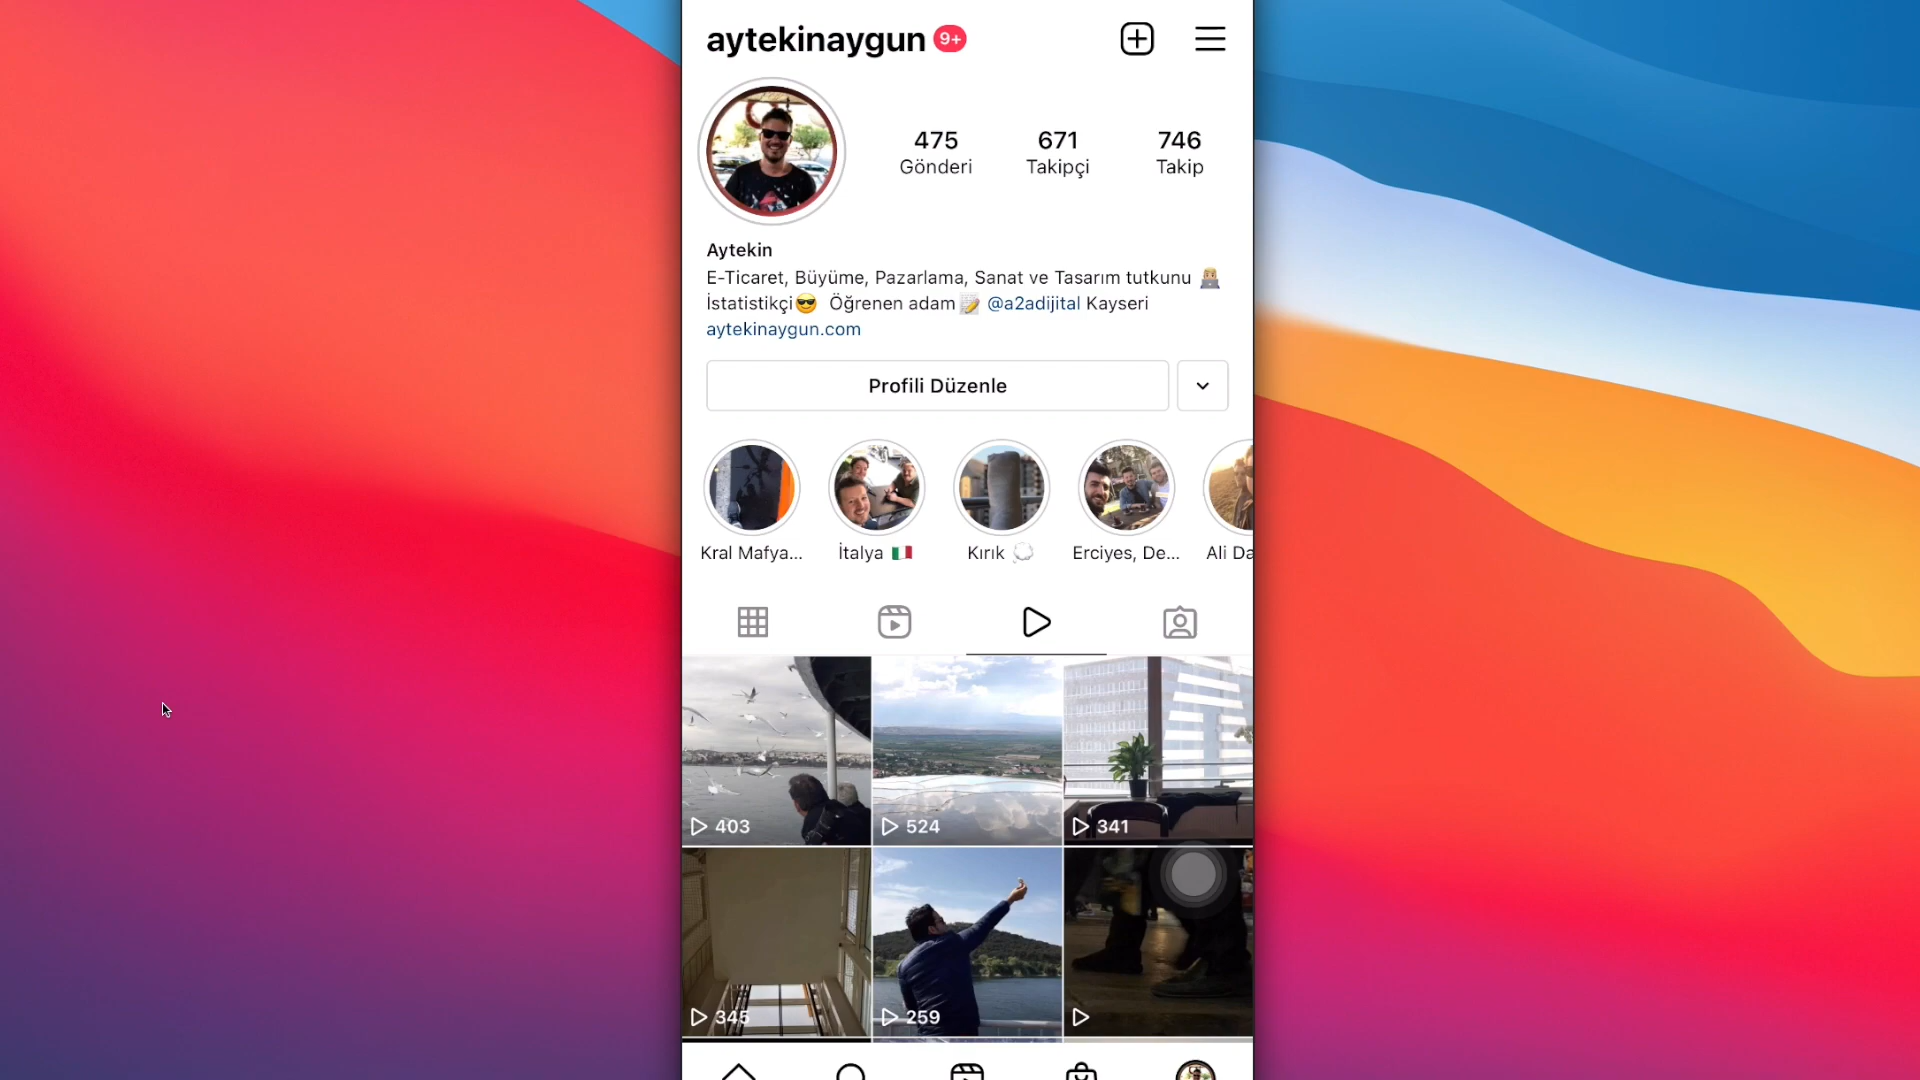 aytekinaygun 9+
475 671 746
Gönderi Takipçi Takip
Aytekin
E-Ticaret, Büyüme, Pazarlama, Sanat ve Tasarım tutkunu 👨🏼‍💻
İstatistikçi😎 Öğrenen adam📝 @a2adijital Kayseri
aytekinaygun.com
Profili Düzenle
Kral Mafya... İtalya 🇮🇹 Kırık 💭 Erciyes, De... Ali Da
403 524 341
345 259